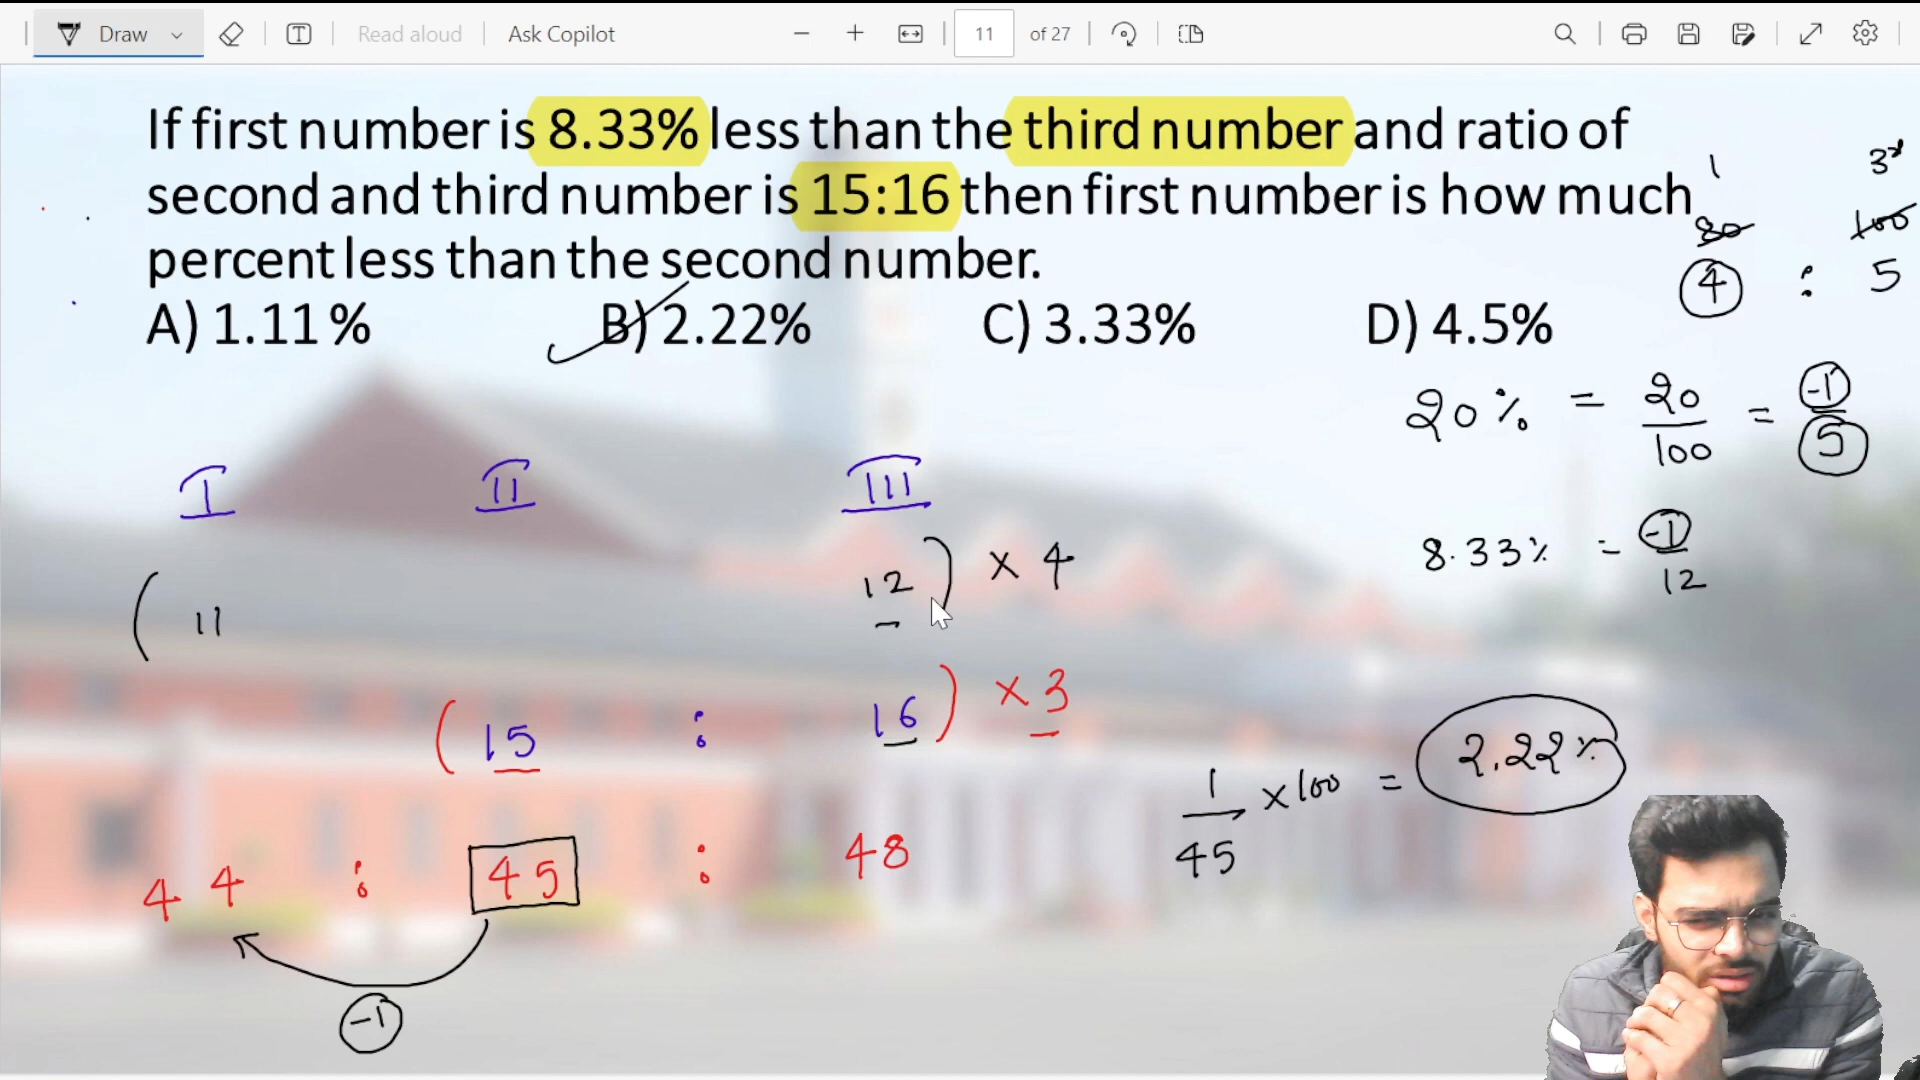 Draw
Read aloud
Ask Copilot
11 of 27
If first number is 8.33% less than the third number and ratio of
second and third number is 15:16 then first number is how much
percent less than the second number.
A) 1.11% B) 2.22% C) 3.33% D) 4.5%
1
80 100
4 : 5
20% = 20/100 = -1/5
I II III
8.33% = -1/12
( 11 12 ) × 4
( 15 : 16 ) × 3
1/45 × 100 = 2.22%
44 : 45 : 48
-1